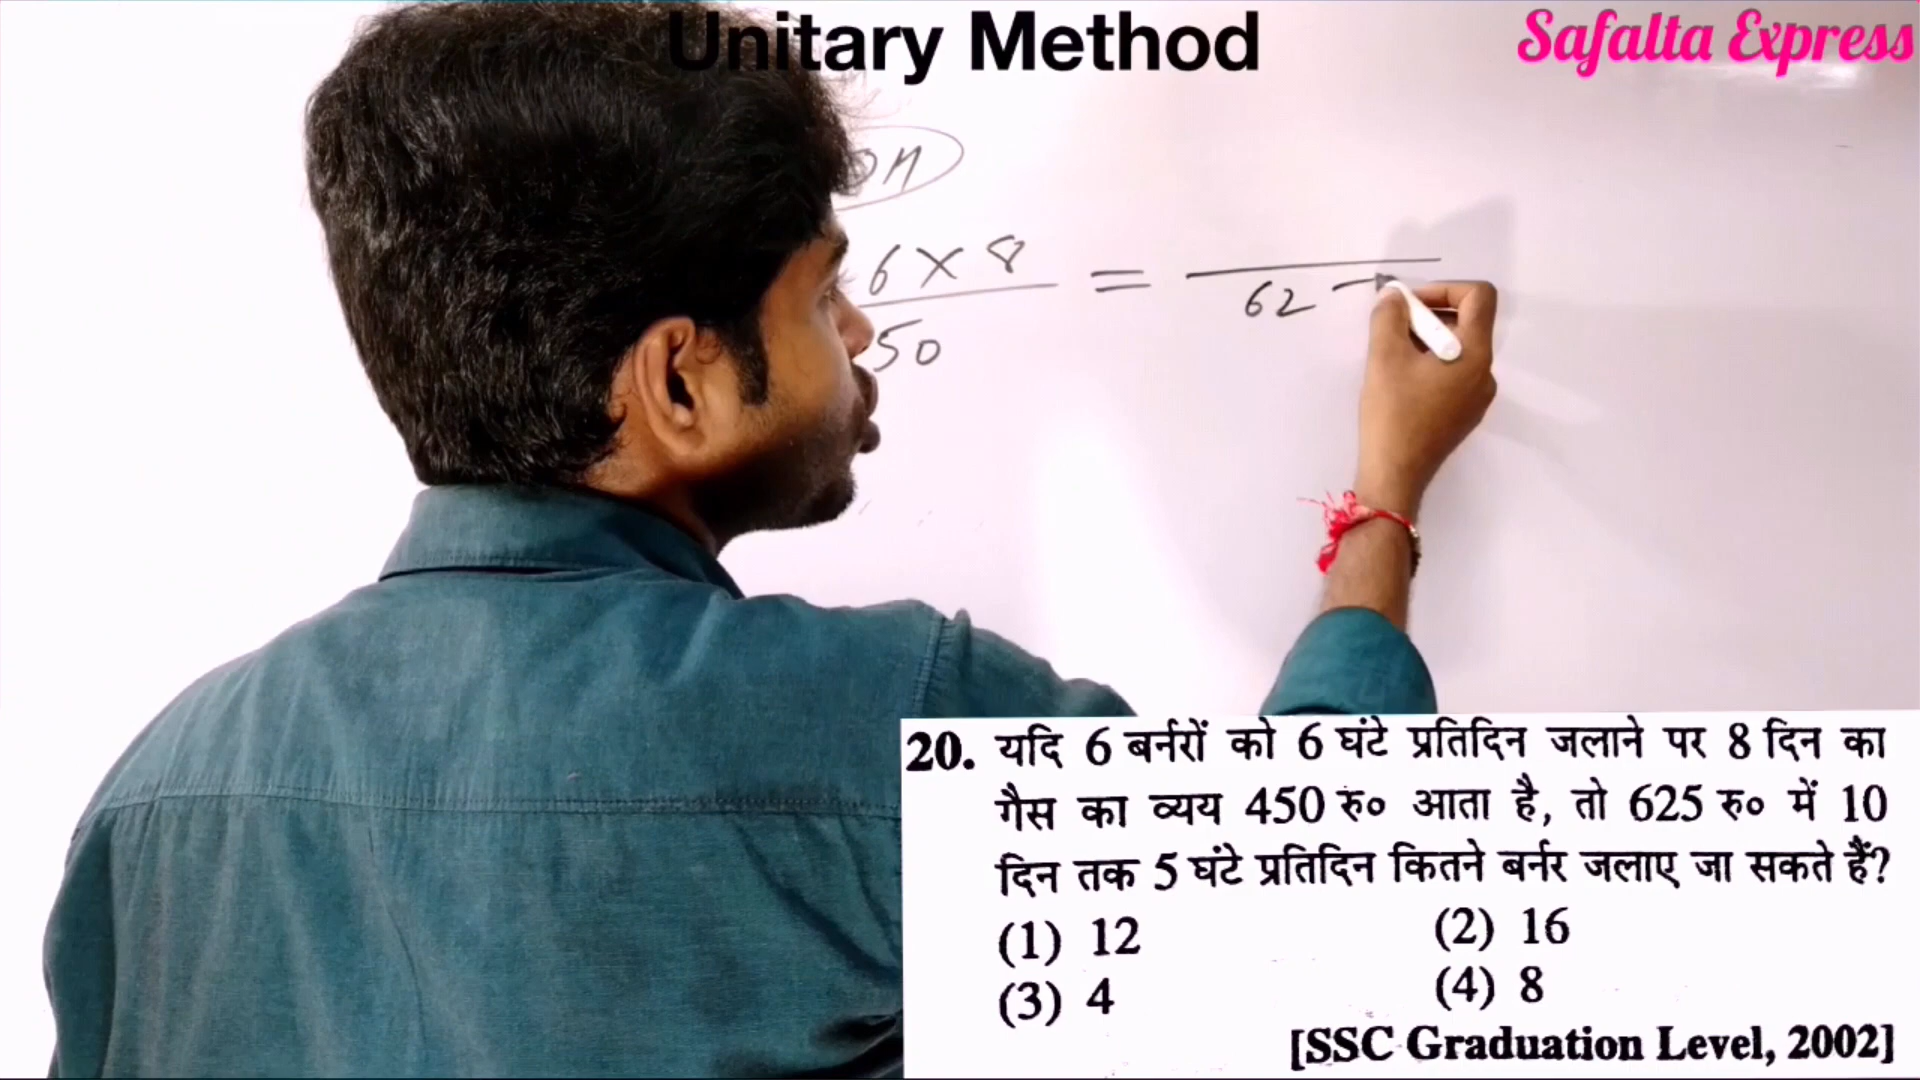 Unitary Method
Safalta Express
6 × 8 =
50
62
20. यदि 6 बर्नरों को 6 घंटे प्रतिदिन जलाने पर 8 दिन का
गैस का व्यय 450 रु० आता है, तो 625 रु० में 10
दिन तक 5 घंटे प्रतिदिन कितने बर्नर जलाए जा सकते हैं?
(1) 12 (2) 16
(3) 4 (4) 8
[SSC Graduation Level, 2002]